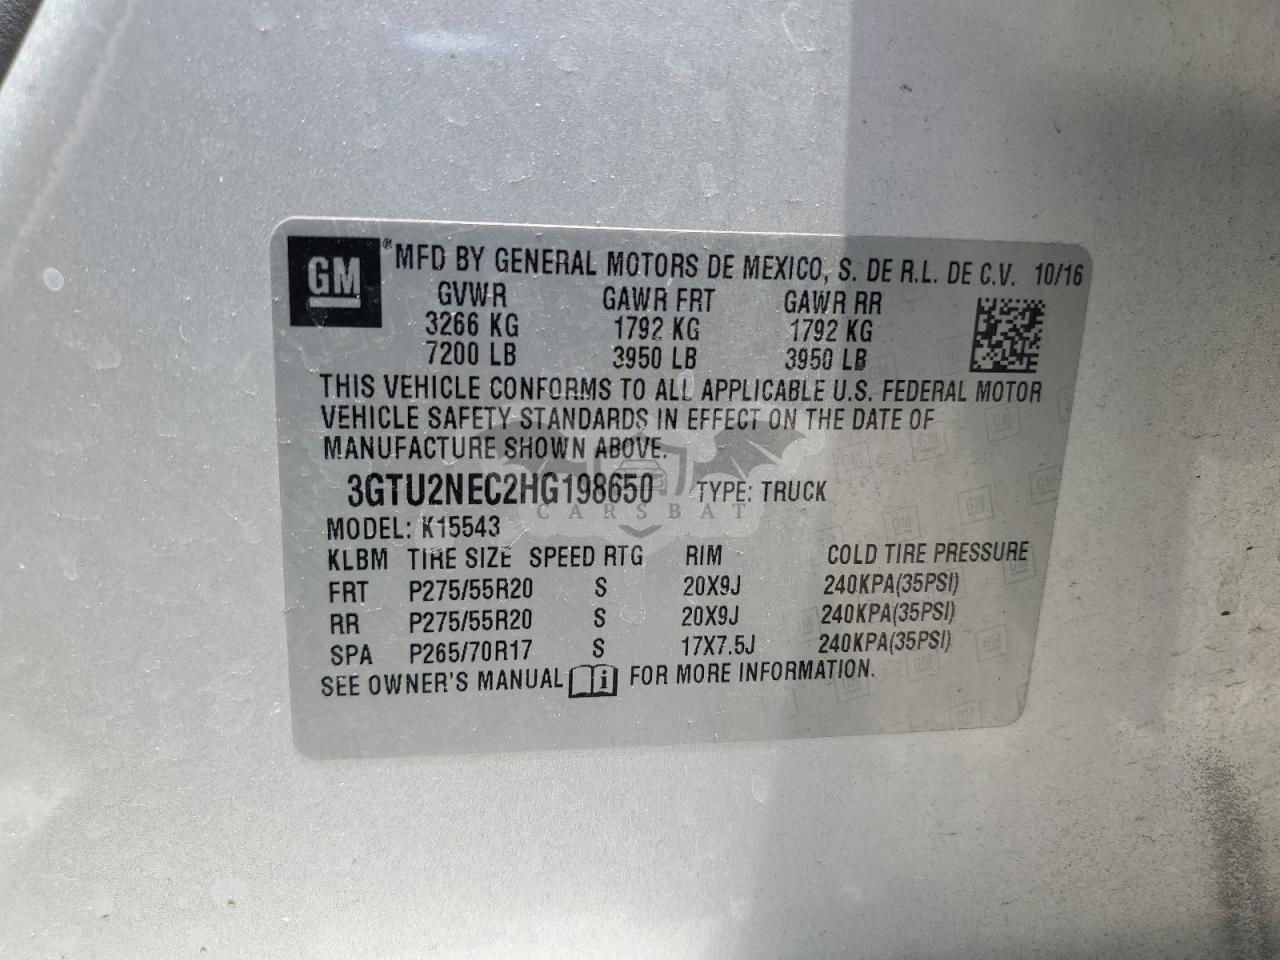 GM ® MFD BY GENERAL MOTORS DE MEXICO, S. DE R.L. DE C.V. 10/16
GVWR GAWR FRT GAWR RR
3266 KG 1792 KG 1792 KG
7200 LB 3950 LB 3950 LB
THIS VEHICLE CONFORMS TO ALL APPLICABLE U.S. FEDERAL MOTOR
VEHICLE SAFETY STANDARDS IN EFFECT ON THE DATE OF
MANUFACTURE SHOWN ABOVE.
3GTU2NEC2HG198650 TYPE: TRUCK
CARSBAT
MODEL: K15543
KLBM TIRE SIZE SPEED RTG RIM COLD TIRE PRESSURE
FRT P275/55R20 S 20X9J 240KPA(35PSI)
RR P275/55R20 S 20X9J 240KPA(35PSI)
SPA P265/70R17 S 17X7.5J 240KPA(35PSI)
SEE OWNER'S MANUAL i FOR MORE INFORMATION.